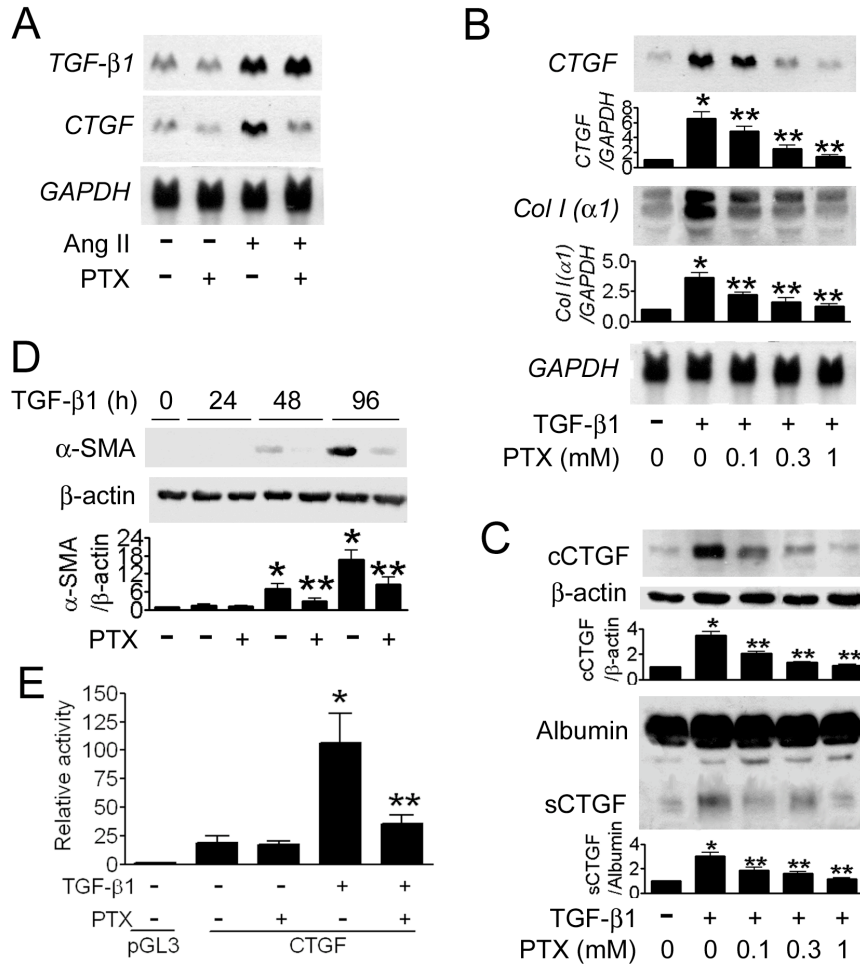 A
TGF-β1
CTGF
GAPDH
Ang II - - + +
PTX - + - +
B
CTGF
CTGF
/GAPDH
8
6
4
2
0
* ** ** **
Col I (α1)
Col I(α1)
/GAPDH
5.0
2.5
0.0
* ** ** **
GAPDH
TGF-β1 - + + + +
PTX (mM) 0 0 0.1 0.3 1
D
TGF-β1 (h) 0 24 48 96
α-SMA
β-actin
α-SMA
/β-actin
24
18
12
6
0
* ** * **
PTX - - + - + - +
C
cCTGF
β-actin
cCTGF
/β-actin
4
2
0
* ** ** **
Albumin
sCTGF
sCTGF
/Albumin
4
2
0
* ** ** **
TGF-β1 - + + + +
PTX (mM) 0 0 0.1 0.3 1
E
Relative activity
150
125
100
75
50
25
0
* **
TGF-β1 - - - + +
PTX - - + - +
pGL3 CTGF